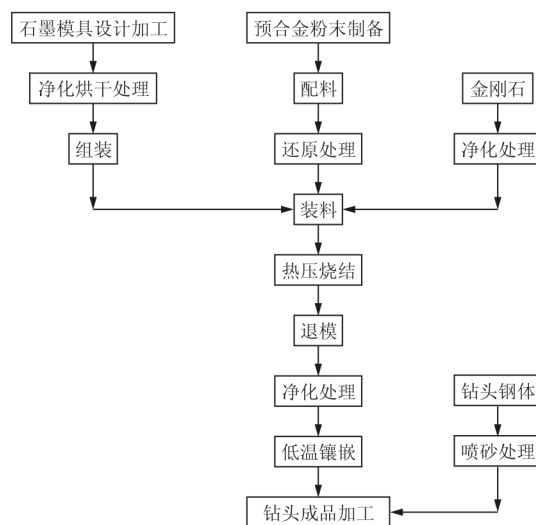 石墨模具设计加工
预合金粉末制备
净化烘干处理
配料
金刚石
组装
还原处理
净化处理
装料
热压烧结
退模
净化处理
钻头钢体
低温镶嵌
喷砂处理
钻头成品加工